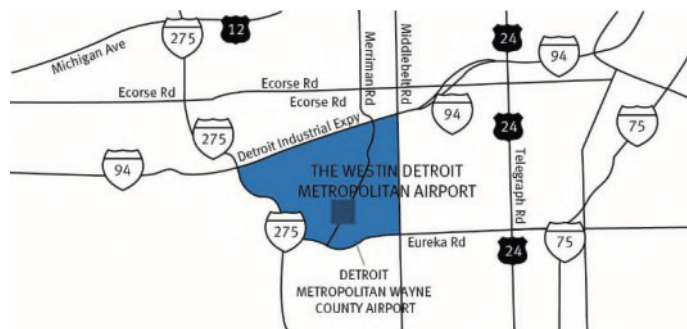 275
12
Michigan Ave
Merriman Rd
Middlebelt Rd
24
94
Ecorse Rd
Ecorse Rd
Ecorse Rd
94
275
Detroit Industrial Expy
24
75
94
THE WESTIN DETROIT
METROPOLITAN AIRPORT
Telegraph Rd
275
Eureka Rd
24
75
DETROIT
METROPOLITAN WAYNE
COUNTY AIRPORT